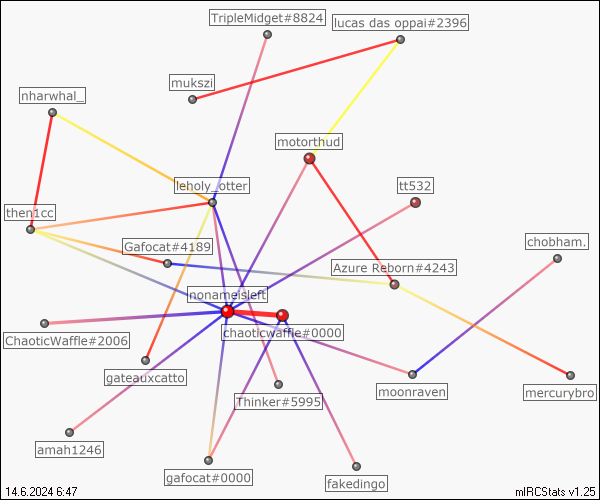 TripleMidget#8824
lucas das oppai#2396
mukszi
nharwhal_
motorthud
leholy_otter
tt532
then1cc
Gafocat#4189
chobham.
Azure Reborn#4243
nonameisleft
chaoticwaffle#0000
ChaoticWaffle#2006
gateauxcatto
moonraven
mercurybro
Thinker#5995
amah1246
gafocat#0000
fakedingo
14.6.2024 6:47
mIRCStats v1.25